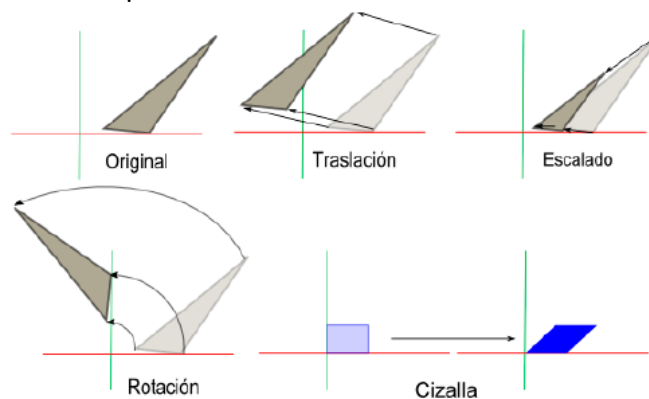 Original
Traslación
Escalado
Rotación
Cizalla